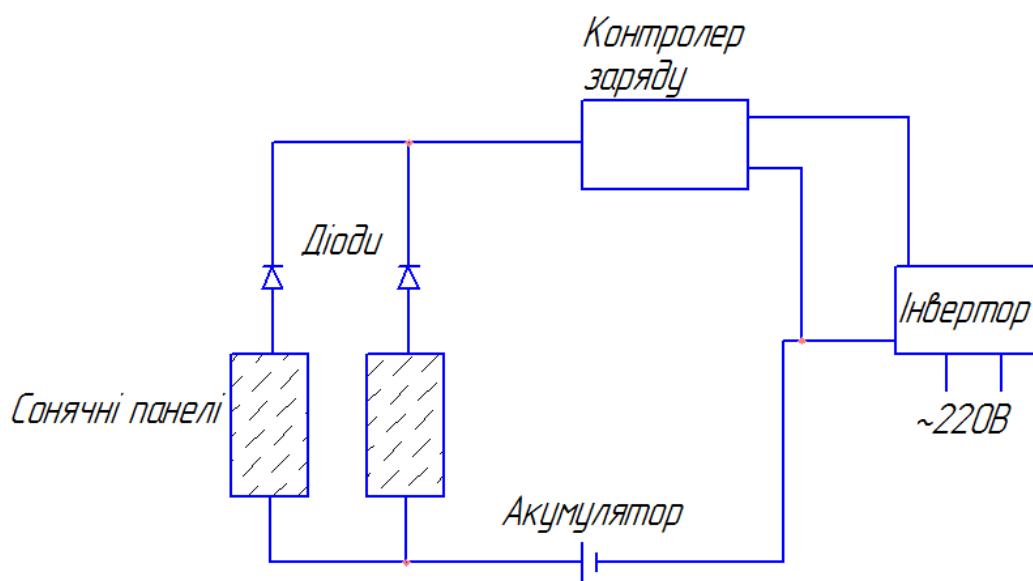 Контролер
заряду
Діоди
Інвертор
Сонячні панелі
~220В
Акумулятор